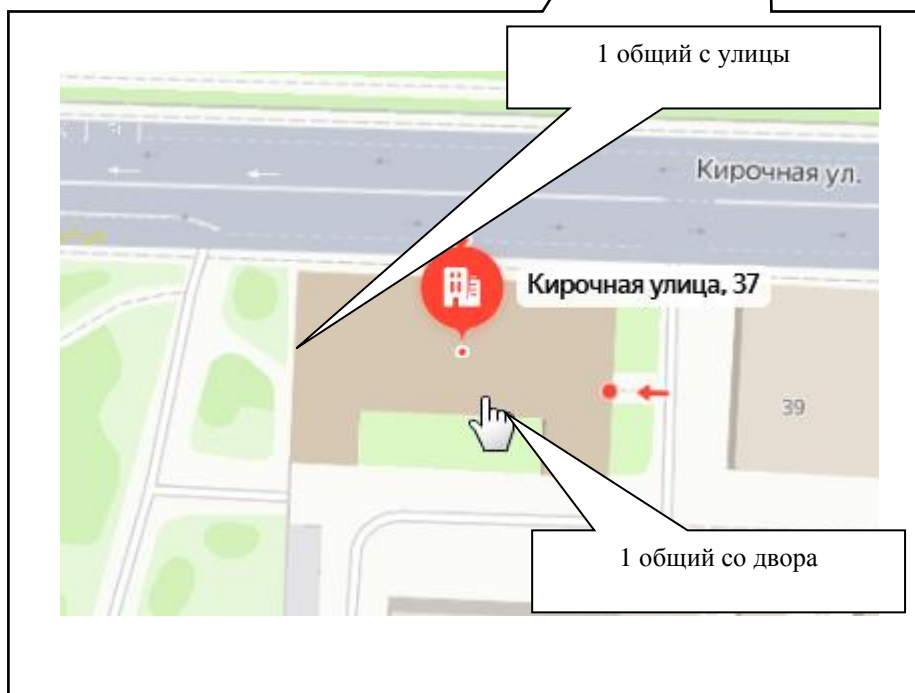 1 общий с улицы
Кирочная ул.
Кирочная улица, 37
39
1 общий со двора